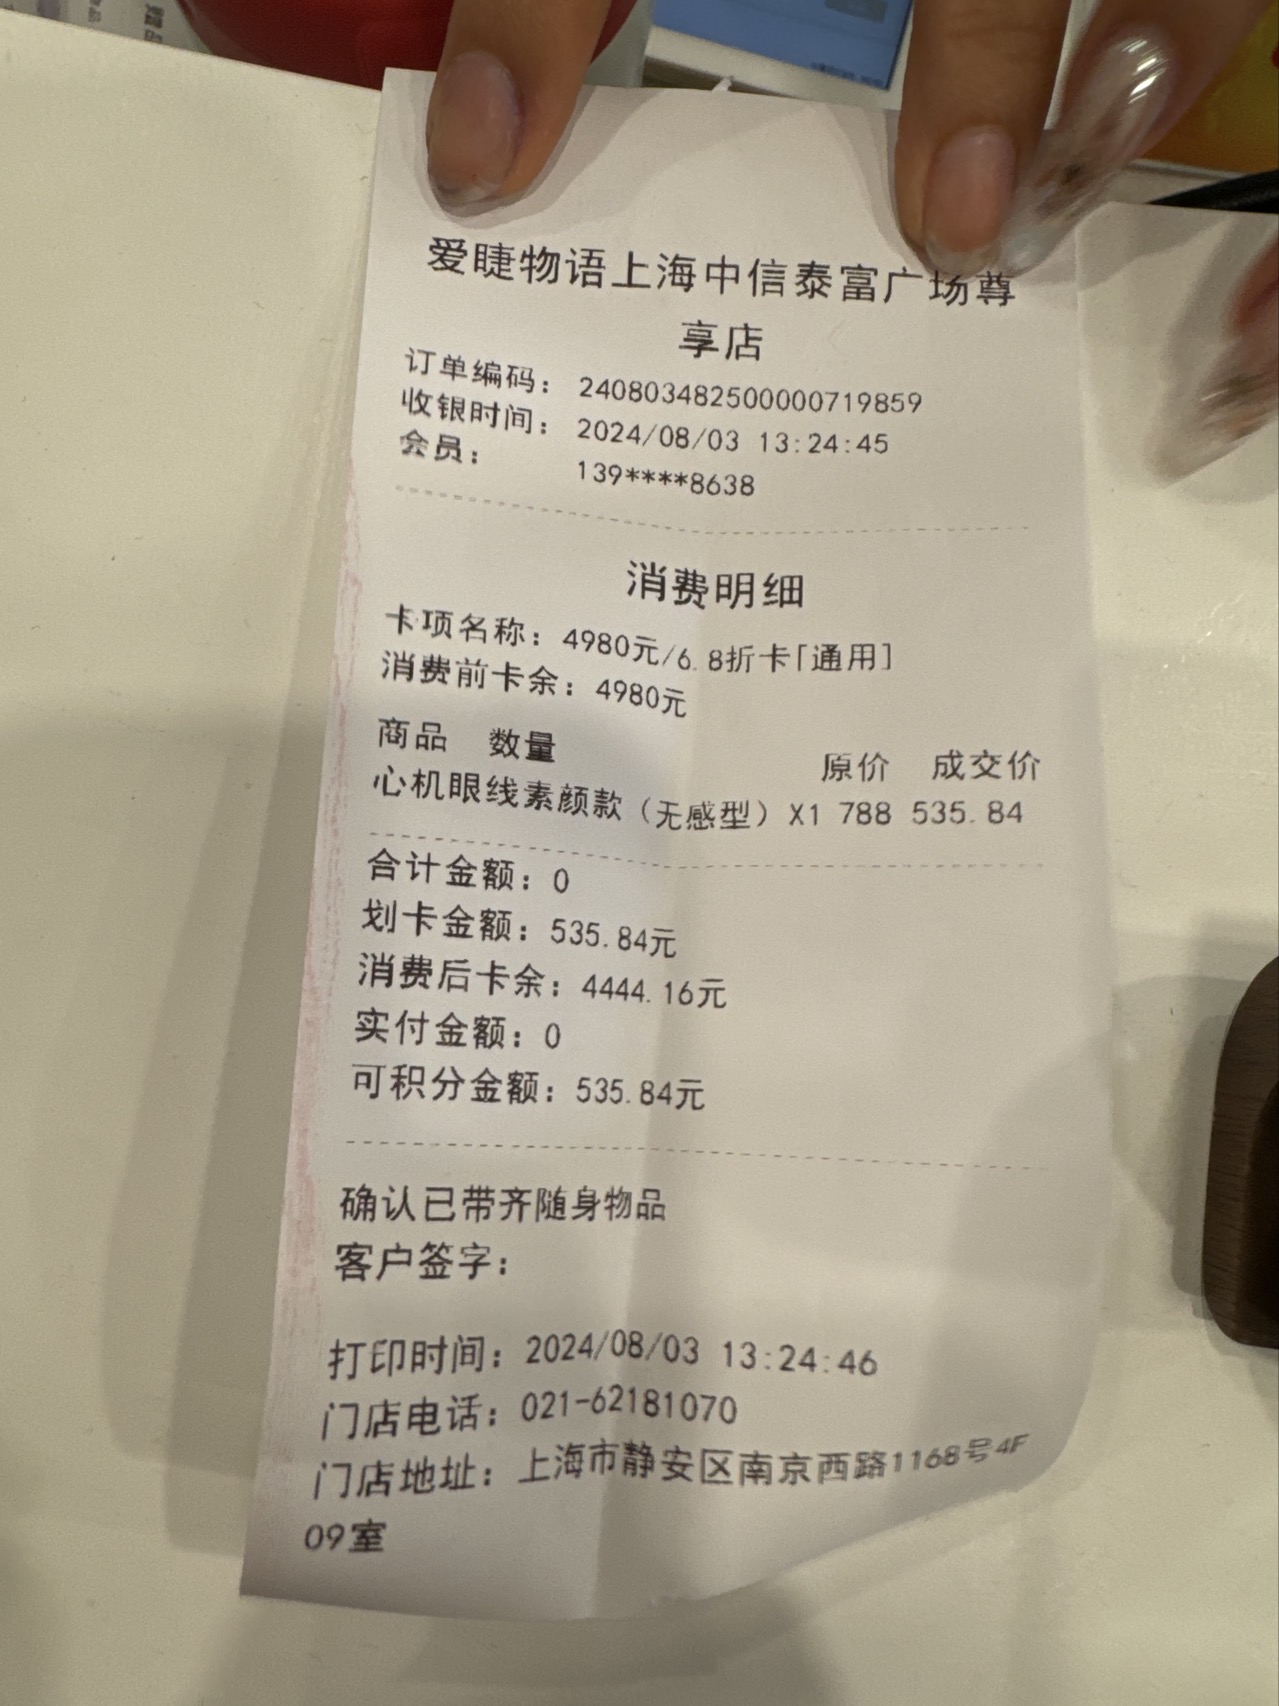 爱睫物语上海中信泰富广场尊
享店
订单编码： 240803482500000719859
收银时间： 2024/08/03 13:24:45
会员： 139****8638
消费明细
卡项名称：4980元/6.8折卡[通用]
消费前卡余：4980元
商品 数量 原价 成交价
心机眼线素颜款（无感型）X1 788 535.84
合计金额：0
划卡金额：535.84元
消费后卡余：4444.16元
实付金额：0
可积分金额：535.84元
确认已带齐随身物品
客户签字：
打印时间：2024/08/03 13:24:46
门店电话：021-62181070
门店地址：上海市静安区南京西路1168号4F
09室